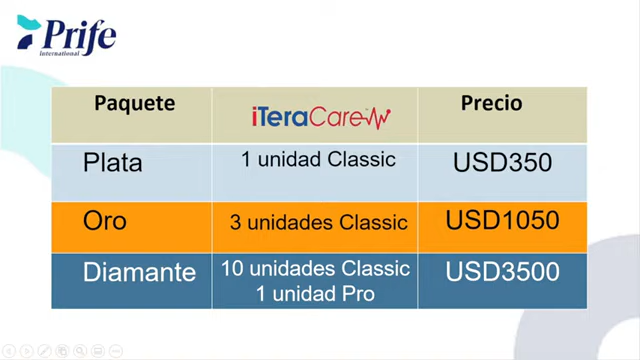 Prife
International
Paquete iTeraCare Precio
Plata 1 unidad Classic USD350
Oro 3 unidades Classic USD1050
Diamante 10 unidades Classic USD3500
1 unidad Pro